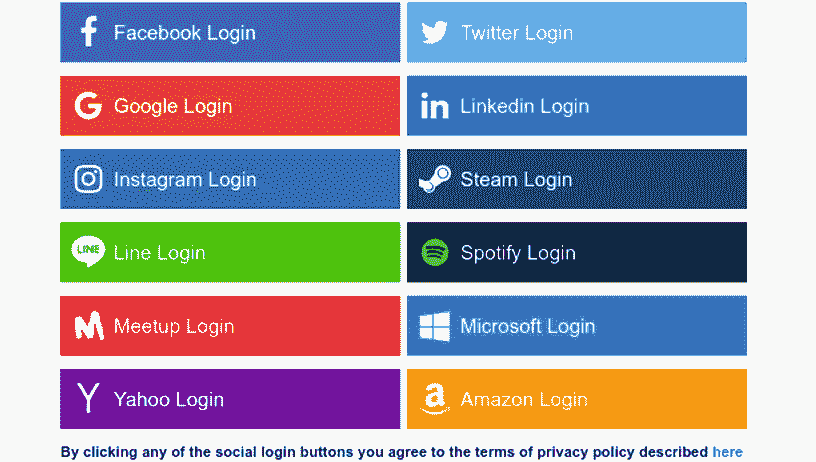 Facebook Login
Twitter Login
Google Login
Linkedin Login
Instagram Login
Steam Login
LINE
Line Login
Spotify Login
Meetup Login
Microsoft Login
Yahoo Login
Amazon Login
By clicking any of the social login buttons you agree to the terms of privacy policy described here